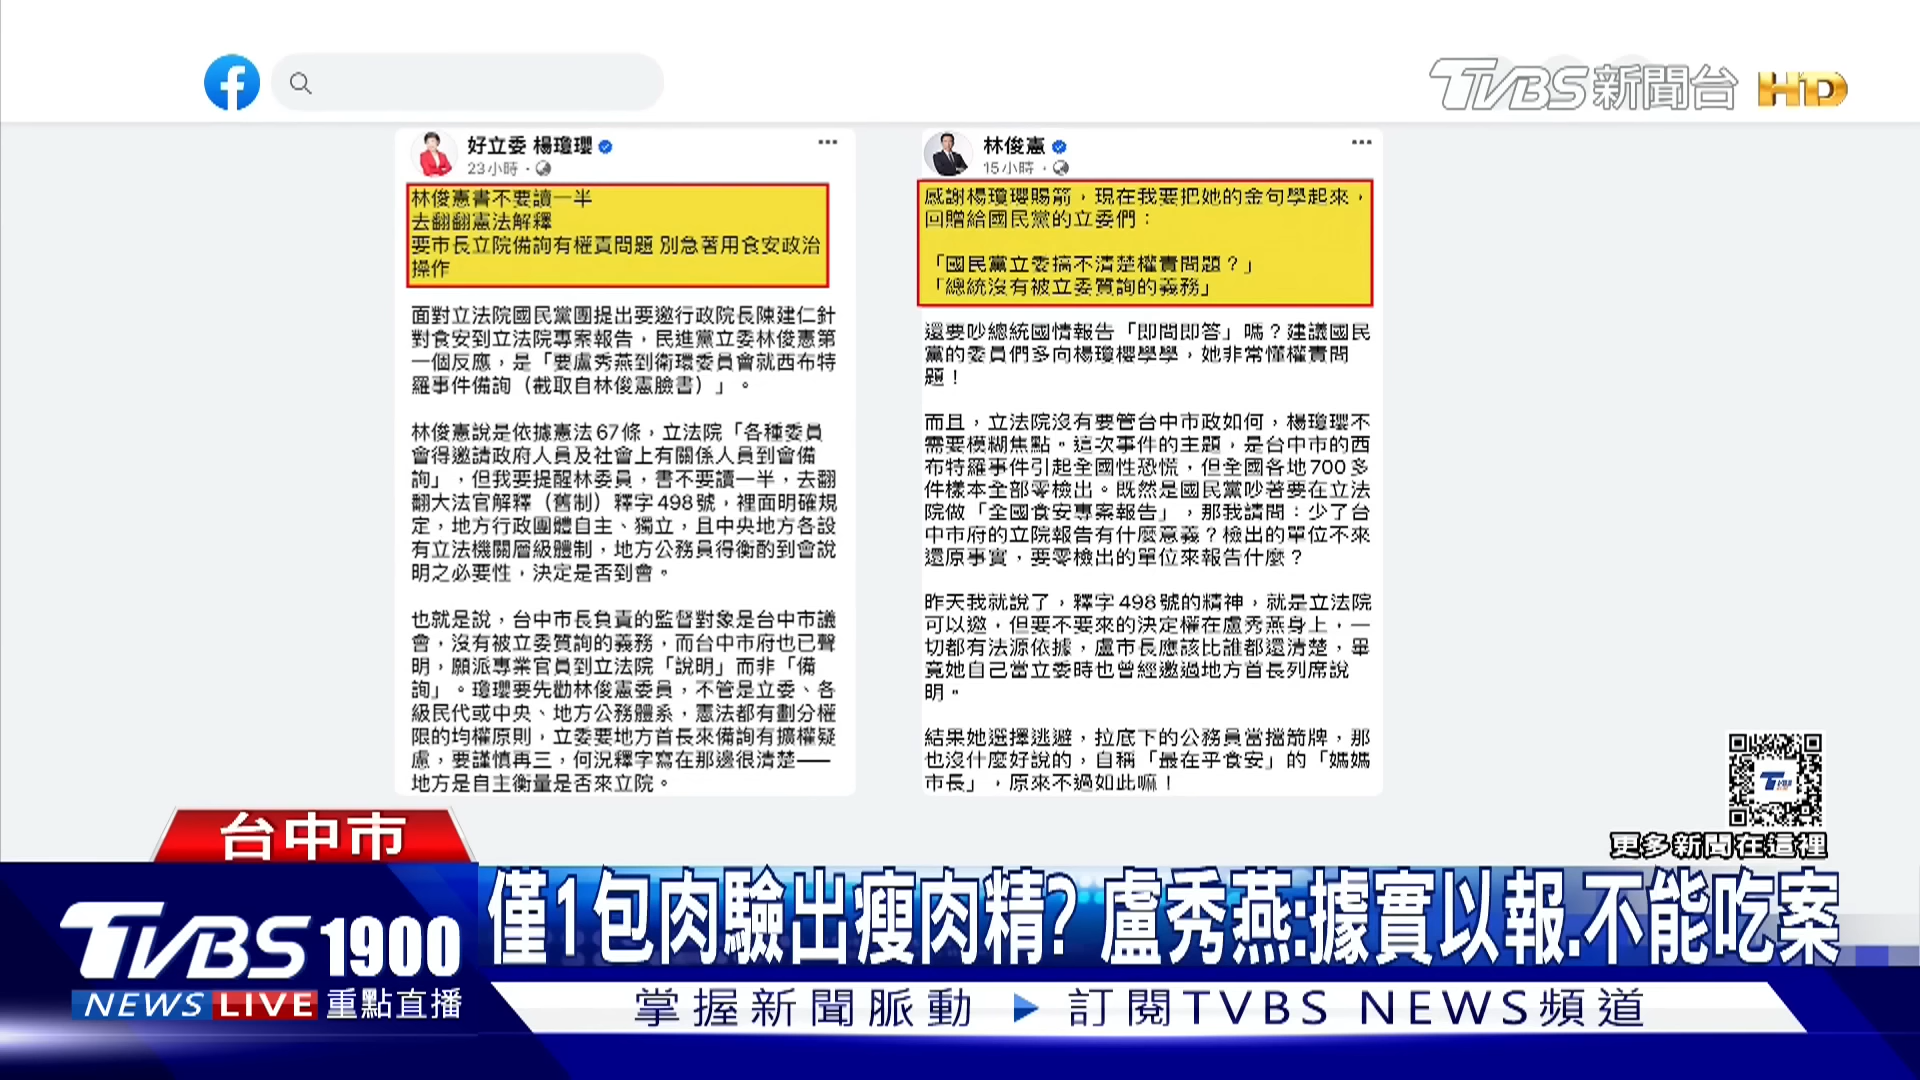 TVBS新聞台 HD
好立委 楊瓊瓔
23小時
林俊憲書不要讀一半
去翻翻憲法解釋
要市長立院備詢有權責問題 別急著用食安政治
操作
面對立法院國民黨團提出要邀行政院長陳建仁針
對食安到立法院專案報告，民進黨立委林俊憲第
一個反應，是「要盧秀燕到衛環委員會就西布特
羅事件備詢（截取自林俊憲臉書）」。
林俊憲說是依據憲法67條，立法院「各種委員
會得邀請政府人員及社會上有關係人員到會備
詢」，但我要提醒林委員，書不要讀一半，去翻
翻大法官解釋（舊制）釋字498號，裡面明確規
定，地方行政團體自主、獨立，且中央地方各設
有立法機關層級體制，地方公務員得衡酌到會說
明之必要性，決定是否到會。
也就是說，台中市長負責的監督對象是台中市議
會，沒有被立委質詢的義務，而台中市府也已聲
明，願派專業官員到立法院「說明」而非「備
詢」。瓊瓔要先勸林俊憲委員，不管是立委、各
級民代或中央、地方公務體系，憲法都有劃分權
限的均權原則，立委要地方首長來備詢有擴權疑
慮，要謹慎再三，何況釋字寫在那邊很清楚——
地方是自主衡量是否來立院。
林俊憲
15小時
感謝楊瓊瓔賜箭，現在我要把她的金句學起來，
回贈給國民黨的立委們：
「國民黨立委搞不清楚權責問題？」
「總統沒有被立委質詢的義務」
還要吵總統國情報告「即問即答」嗎？建議國民
黨的委員們多向楊瓊櫻學學，她非常懂權責問
題！
而且，立法院沒有要管台中市政如何，楊瓊瓔不
需要模糊焦點。這次事件的主題，是台中市的西
布特羅事件引起全國性恐慌，但全國各地700多
件樣本全部零檢出。既然是國民黨吵著要在立法
院做「全國食安專案報告」，那我請問：少了台
中市府的立院報告有什麼意義？檢出的單位不來
還原事實，要零檢出的單位來報告什麼？
昨天我就說了，釋字498號的精神，就是立法院
可以邀，但要不要來的決定權在盧秀燕身上，一
切都有法源依據，盧市長應該比誰都還清楚，畢
竟她自己當立委時也曾經邀過地方首長列席說
明。
結果她選擇逃避，拉底下的公務員當擋箭牌，那
也沒什麼好說的，自稱「最在乎食安」的「媽媽
市長」，原來不過如此嘛！
TVBS
更多新聞在這裡
台中市
僅1包肉驗出瘦肉精? 盧秀燕:據實以報.不能吃案
TVBS 1900
NEWS LIVE 重點直播
掌握新聞脈動 ▶ 訂閱TVBS NEWS頻道